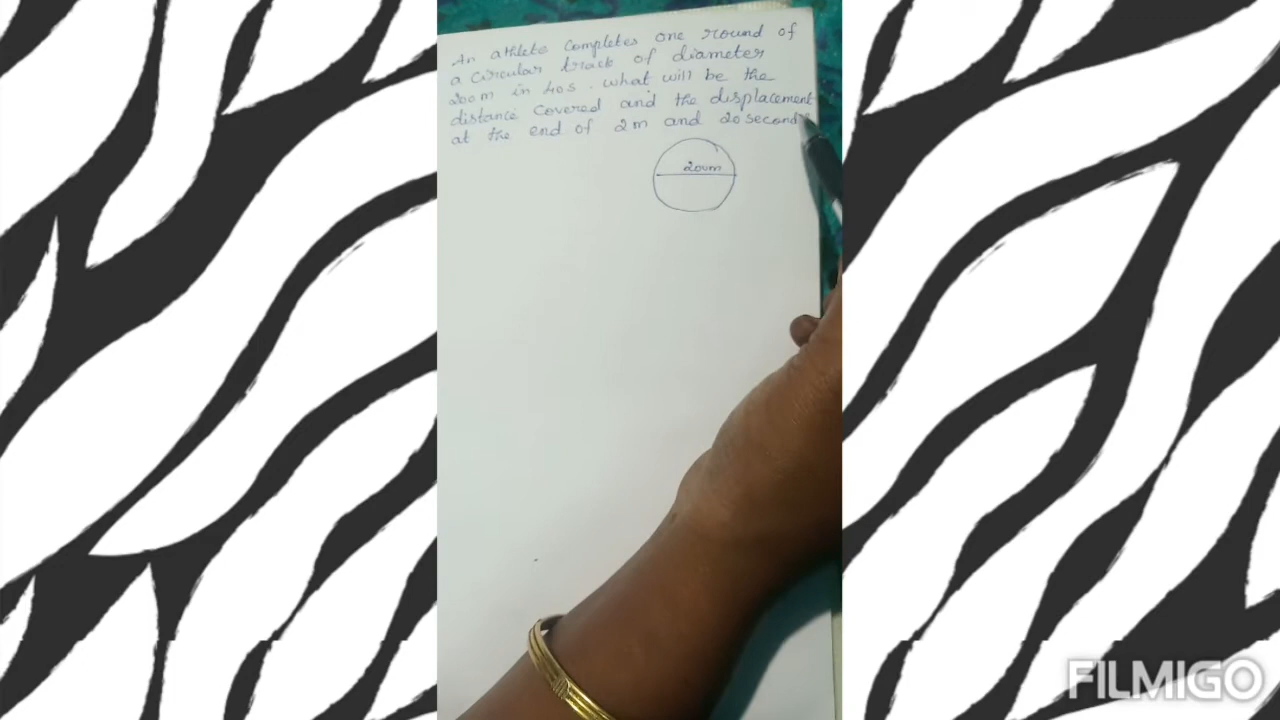 An athlete completes one round of
a circular track of diameter
200m in 40s. what will be the
distance covered and the displacement
at the end of 2m and 20 seconds
200m
FILMIGO